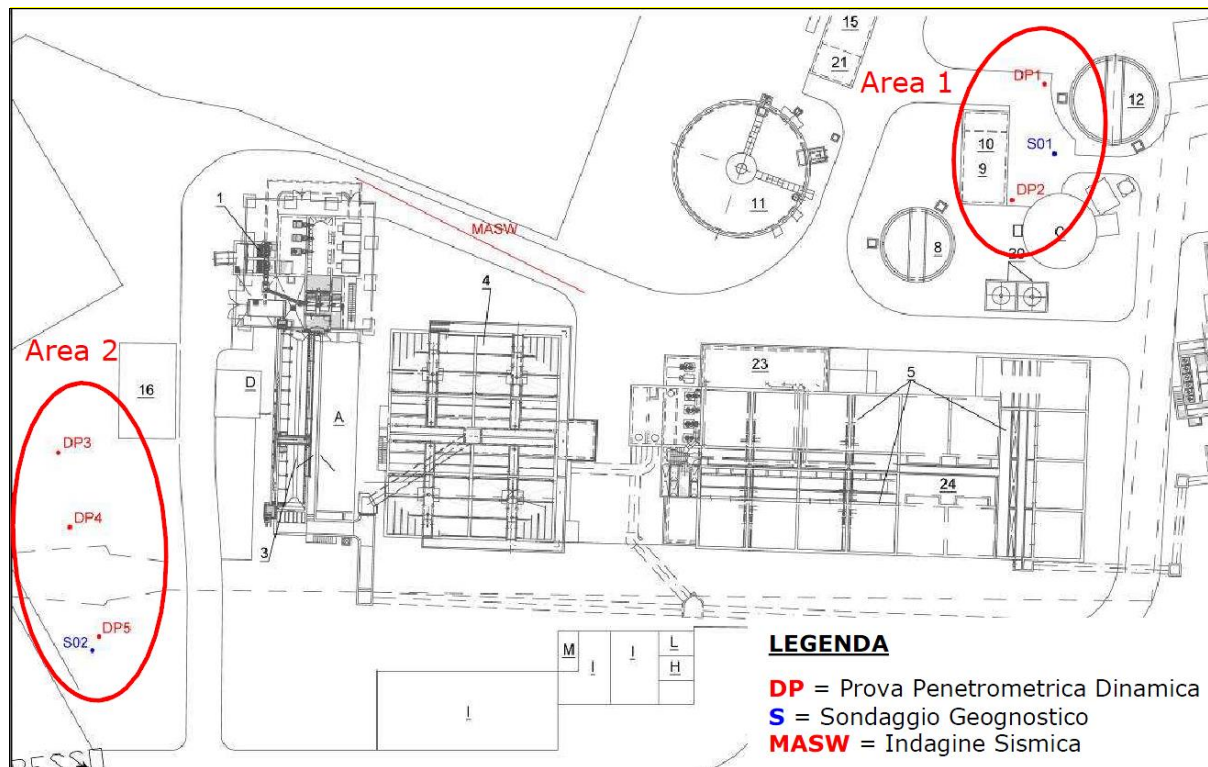 15
21
Area 1
DP1
12
10
S01
9
DP2
1
11
MASW
8
C
20
4
Area 2
16
D
23
5
A
DP3
24
DP4
3
DP5
S02
M
I
I
L
H
I
LEGENDA
DP = Prova Penetrometrica Dinamica
S = Sondaggio Geognostico
MASW = Indagine Sismica